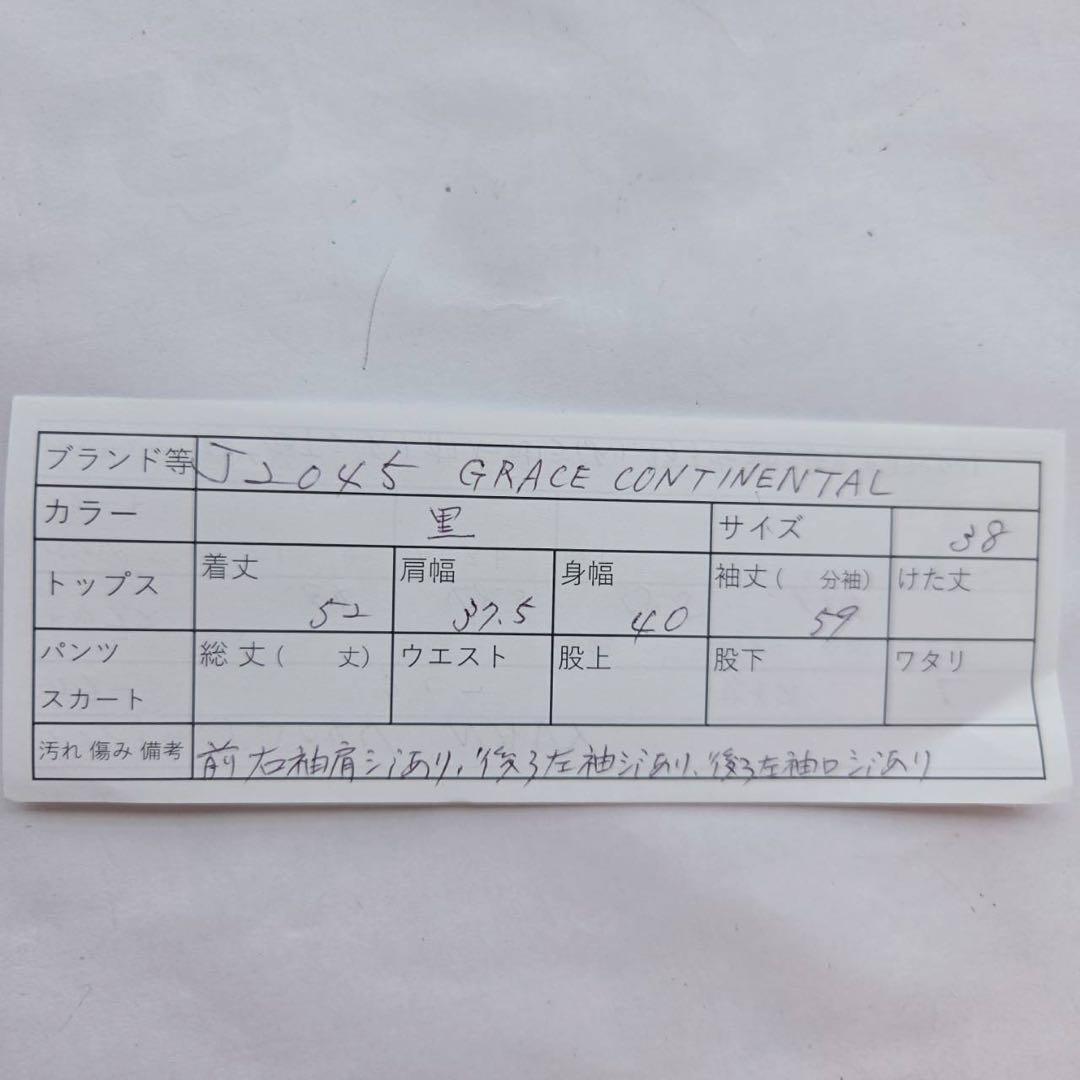 ブランド等 J2045 GRACE CONTINENTAL
カラー 黒 サイズ 38
トップス 着丈 52 肩幅 37.5 身幅 40 袖丈( 分袖) 59 けた丈
パンツ スカート 総丈( 丈) ウエスト 股上 股下 ワタリ
汚れ 傷み 備考 前右袖肩シミあり、後ろ左袖シミあり、後ろ左袖口シミあり